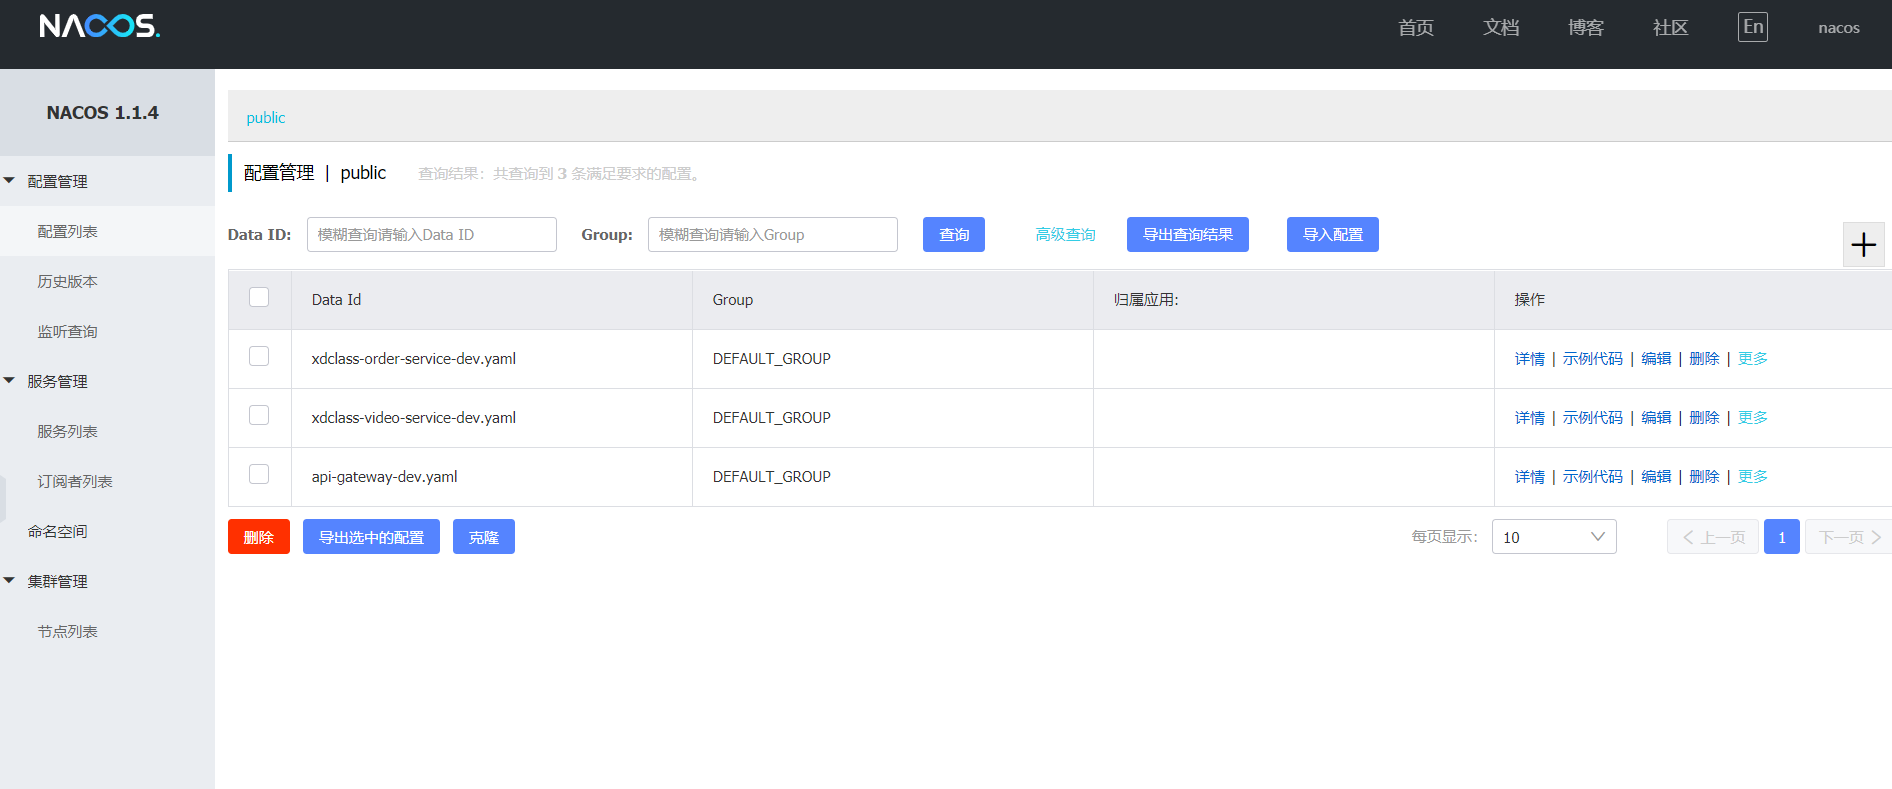 NACOS.
首页 文档 博客 社区 En nacos
NACOS 1.1.4
配置管理
配置列表
历史版本
监听查询
服务管理
服务列表
订阅者列表
命名空间
集群管理
节点列表
public
配置管理 | public 查询结果：共查询到 3 条满足要求的配置。
Data ID: 模糊查询请输入Data ID Group: 模糊查询请输入Group 查询 高级查询 导出查询结果 导入配置
Data Id Group 归属应用: 操作
xdclass-order-service-dev.yaml DEFAULT_GROUP 详情 | 示例代码 | 编辑 | 删除 | 更多
xdclass-video-service-dev.yaml DEFAULT_GROUP 详情 | 示例代码 | 编辑 | 删除 | 更多
api-gateway-dev.yaml DEFAULT_GROUP 详情 | 示例代码 | 编辑 | 删除 | 更多
删除 导出选中的配置 克隆 每页显示: 10 上一页 1 下一页